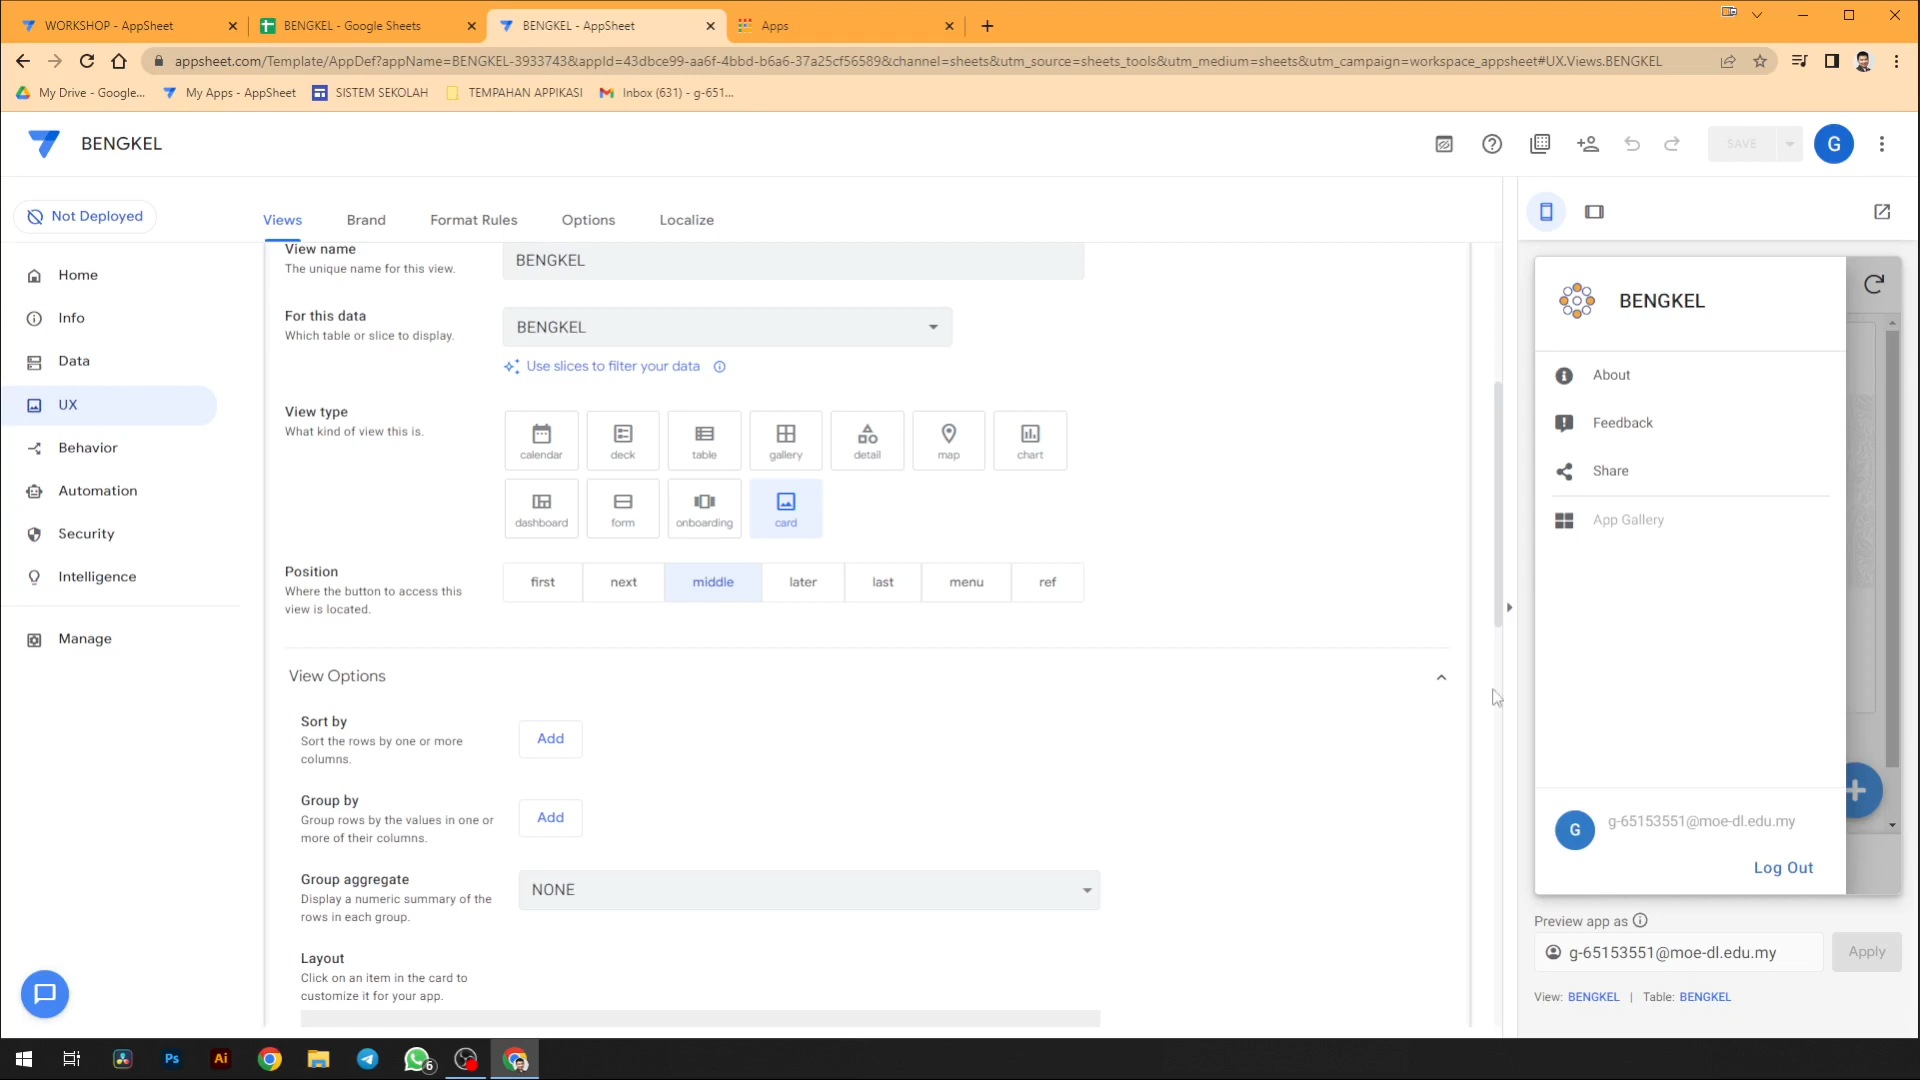 WORKSHOP - AppSheet
BENGKEL - Google Sheets
BENGKEL - AppSheet
Apps
appsheet.com/Template/AppDef?appName=BENGKEL-3933743&appId=43dbce99-aa6f-4bbd-b6a6-37a25cf56589&channel=sheets&utm_source=sheets_tools&utm_medium=sheets&utm_campaign=workspace_appsheet#UX.Views.BENGKEL
My Drive - Google...
My Apps - AppSheet
SISTEM SEKOLAH
TEMPAHAN APPIKASI
Inbox (631) - g-651...
BENGKEL
SAVE
G
Not Deployed
Views
Brand
Format Rules
Options
Localize
Home
Info
Data
UX
Behavior
Automation
Security
Intelligence
Manage
View name
The unique name for this view.
BENGKEL
For this data
Which table or slice to display.
BENGKEL
Use slices to filter your data
View type
What kind of view this is.
calendar
deck
table
gallery
detail
map
chart
dashboard
form
onboarding
card
Position
Where the button to access this
view is located.
first
next
middle
later
last
menu
ref
View Options
Sort by
Sort the rows by one or more
columns.
Add
Group by
Group rows by the values in one or
more of their columns.
Add
Group aggregate
Display a numeric summary of the
rows in each group.
NONE
Layout
Click on an item in the card to
customize it for your app.
BENGKEL
About
Feedback
Share
App Gallery
G
g-65153551@moe-dl.edu.my
Log Out
Preview app as
g-65153551@moe-dl.edu.my
Apply
View: BENGKEL | Table: BENGKEL
Ps
Ai
6